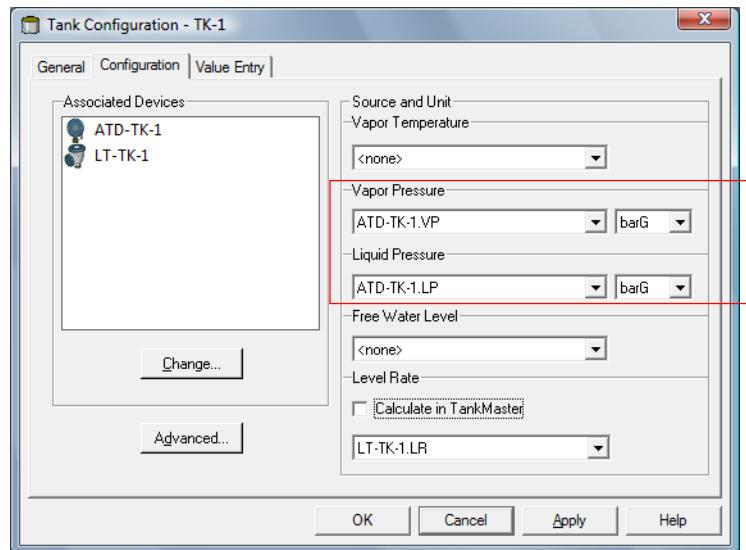 Tank Configuration - TK-1
General Configuration Value Entry
Associated Devices
ATD-TK-1
LT-TK-1
Change...
Advanced...
Source and Unit
Vapor Temperature
<none>
Vapor Pressure
ATD-TK-1.VP barG
Liquid Pressure
ATD-TK-1.LP barG
Free Water Level
<none>
Level Rate
Calculate in TankMaster
LT-TK-1.LR
OK Cancel Apply Help